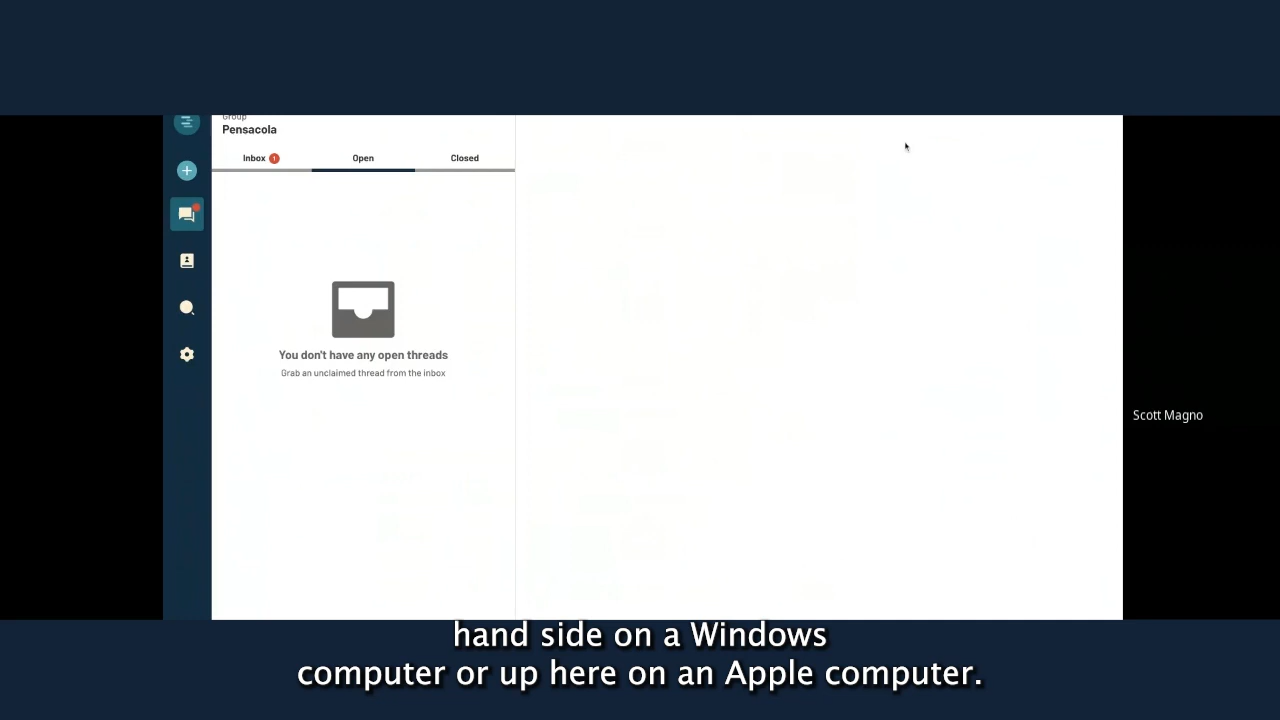 Group
Pensacola
Inbox 1
Open
Closed
You don't have any open threads
Grab an unclaimed thread from the inbox
Scott Magno
hand side on a Windows
computer or up here on an Apple computer.